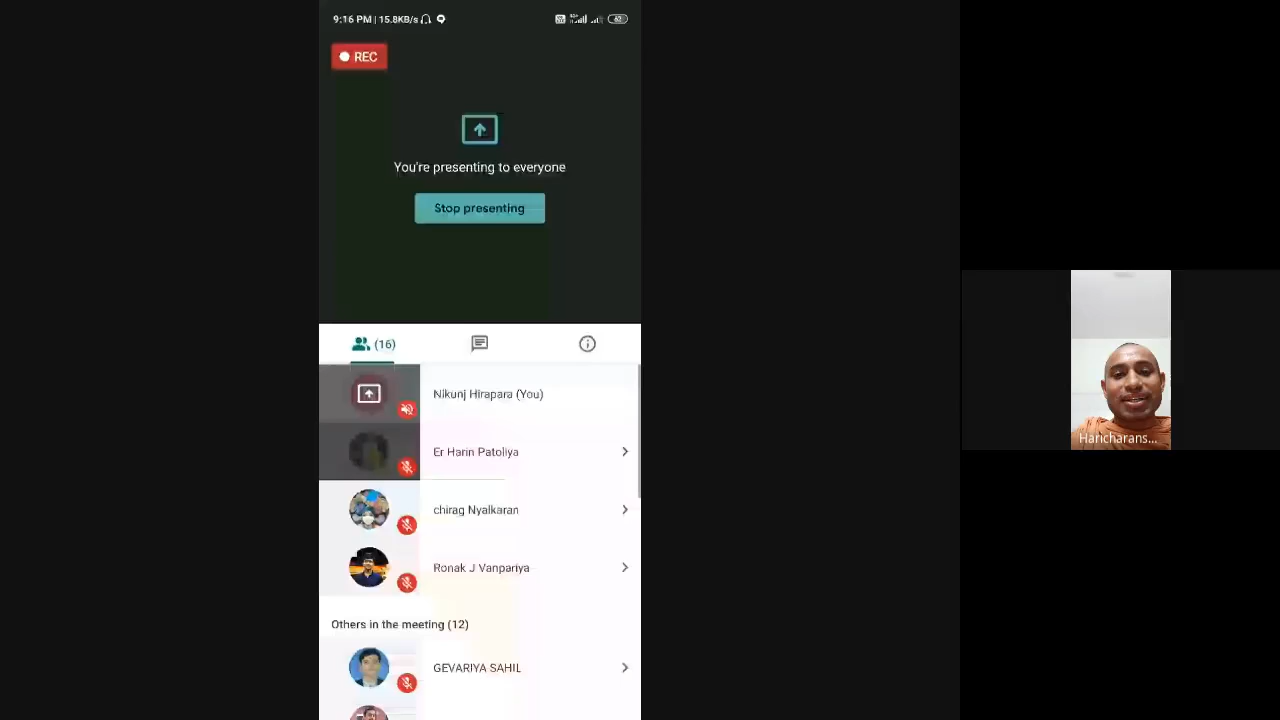 9:16 PM | 15.8KB/s
62
REC
You're presenting to everyone
Stop presenting
(16)
Nikunj Hirapara (You)
Er Harin Patoliya
chirag Nyalkaran
Ronak J Vanpariya
Others in the meeting (12)
GEVARIYA SAHIL
Haricharans...